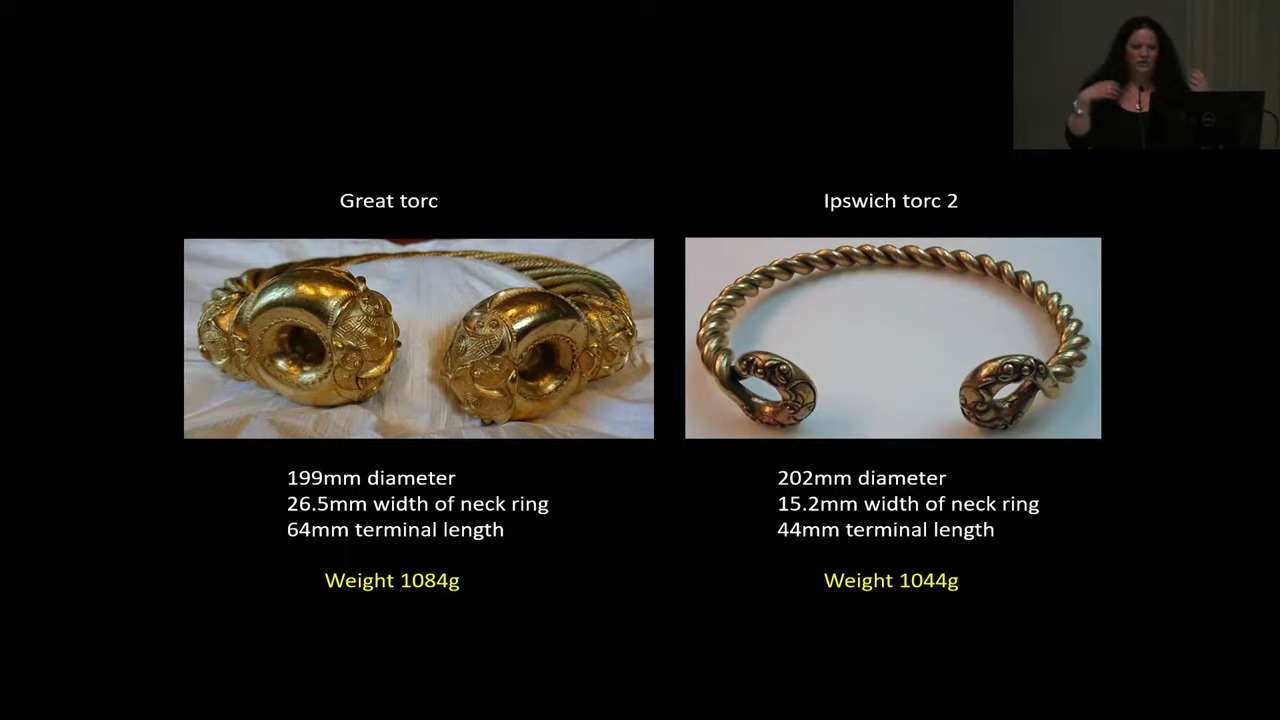 Great torc
Ipswich torc 2
199mm diameter
26.5mm width of neck ring
64mm terminal length
Weight 1084g
202mm diameter
15.2mm width of neck ring
44mm terminal length
Weight 1044g